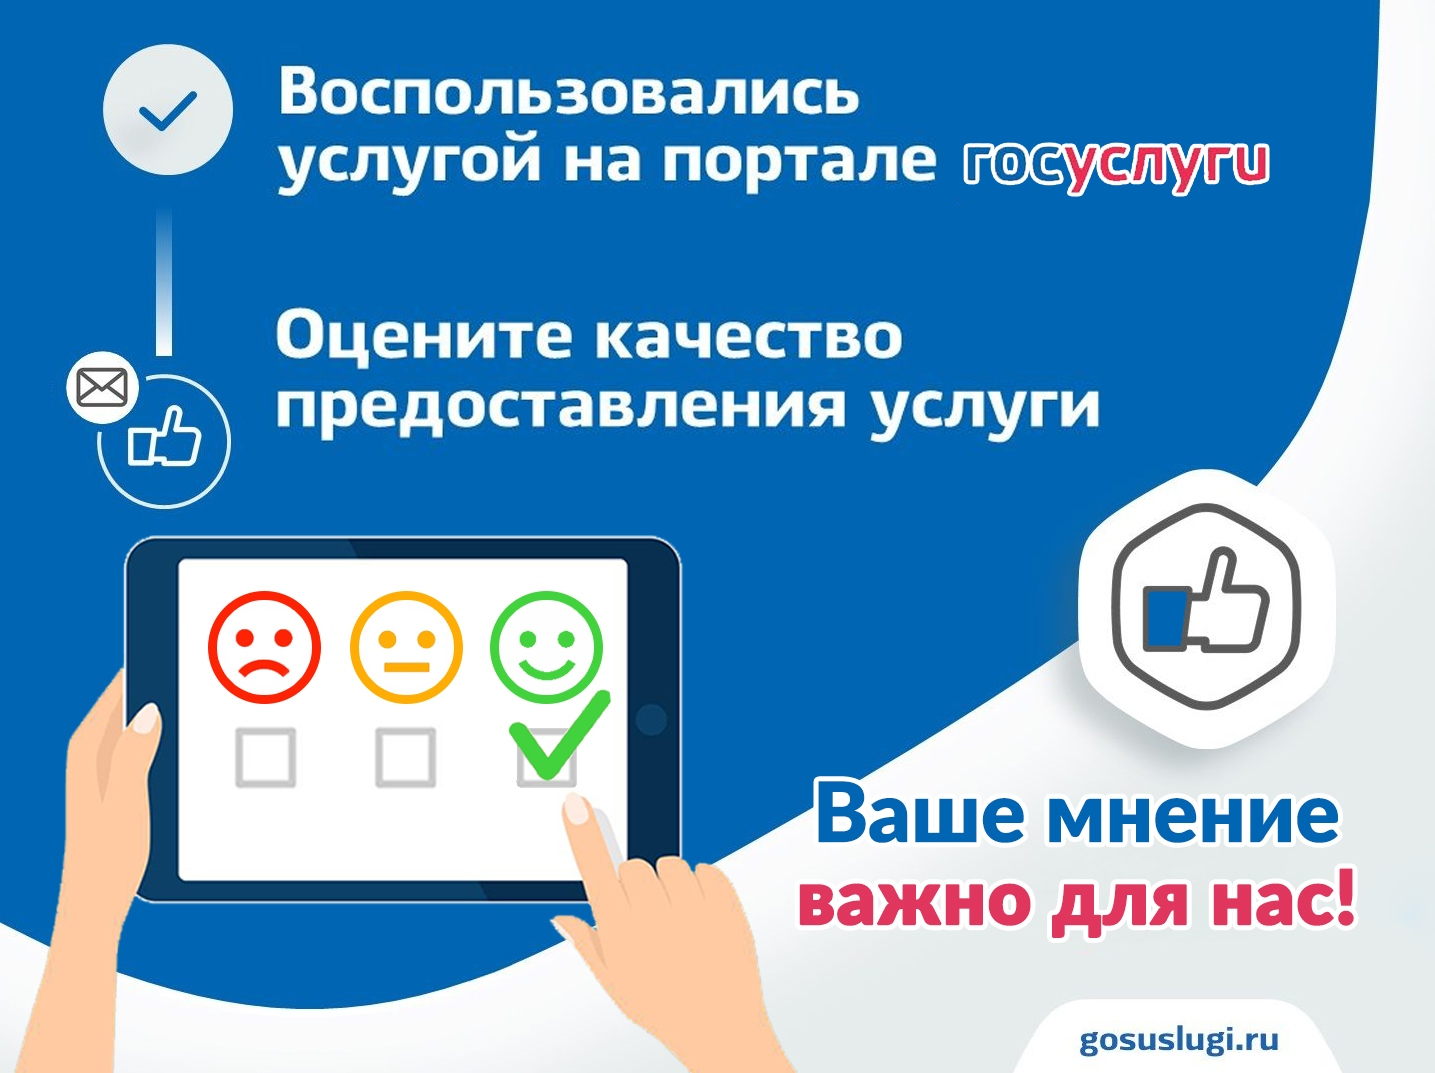 Воспользовались
услугой на портале госуслуги
Оцените качество
предоставления услуги
Ваше мнение
важно для нас!
gosuslugi.ru